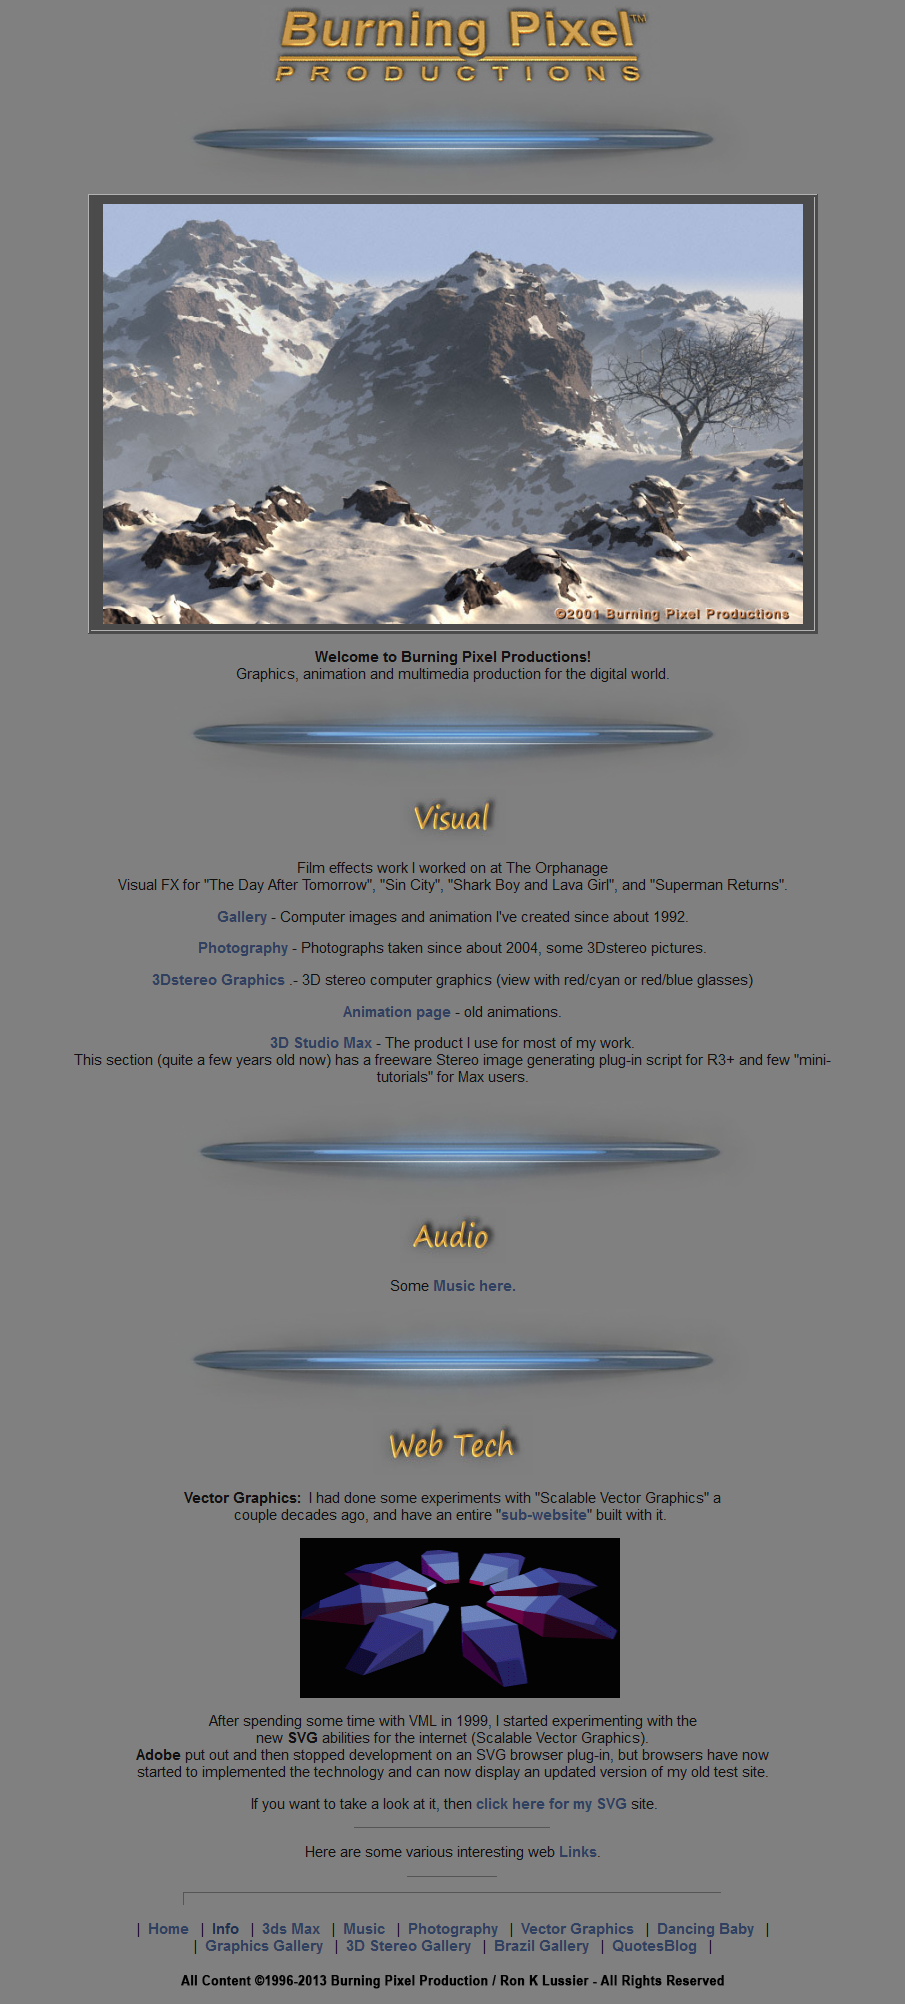 Burning Pixel™
PRODUCTIONS
©2001 Burning Pixel Productions
Welcome to Burning Pixel Productions!
Graphics, animation and multimedia production for the digital world.
Visual
Film effects work I worked on at The Orphanage
Visual FX for "The Day After Tomorrow", "Sin City", "Shark Boy and Lava Girl", and "Superman Returns".
Gallery - Computer images and animation I've created since about 1992.
Photography - Photographs taken since about 2004, some 3Dstereo pictures.
3Dstereo Graphics .- 3D stereo computer graphics (view with red/cyan or red/blue glasses)
Animation page - old animations.
3D Studio Max - The product I use for most of my work.
This section (quite a few years old now) has a freeware Stereo image generating plug-in script for R3+ and few "mini-
tutorials" for Max users.
Audio
Some Music here.
Web Tech
Vector Graphics:  I had done some experiments with "Scalable Vector Graphics" a
couple decades ago, and have an entire "sub-website" built with it.
After spending some time with VML in 1999, I started experimenting with the
new SVG abilities for the internet (Scalable Vector Graphics).
Adobe put out and then stopped development on an SVG browser plug-in, but browsers have now
started to implemented the technology and can now display an updated version of my old test site.
If you want to take a look at it, then click here for my SVG site.
Here are some various interesting web Links.
| Home | Info | 3ds Max | Music | Photography | Vector Graphics | Dancing Baby |
| Graphics Gallery | 3D Stereo Gallery | Brazil Gallery | QuotesBlog |
All Content ©1996-2013 Burning Pixel Production / Ron K Lussier - All Rights Reserved